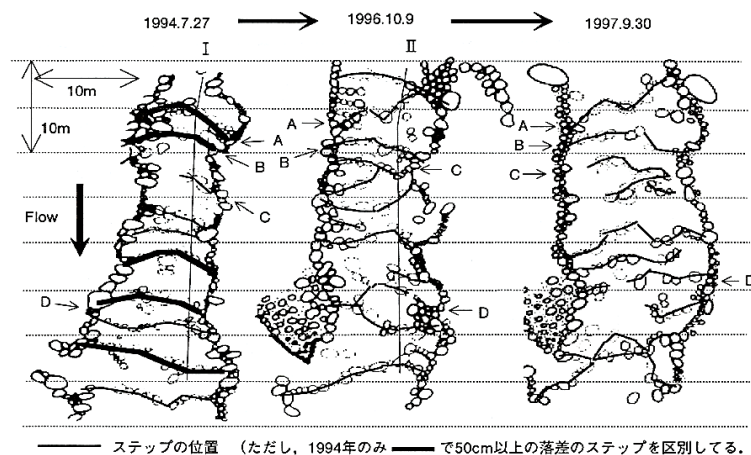 1994.7.27
1996.10.9
1997.9.30
I
II
10m
10m
A
B
C
D
Flow
A
B
C
D
A
B
C
D
ステップの位置 (ただし,1994年のみ で50cm以上の落差のステップを区別してる.